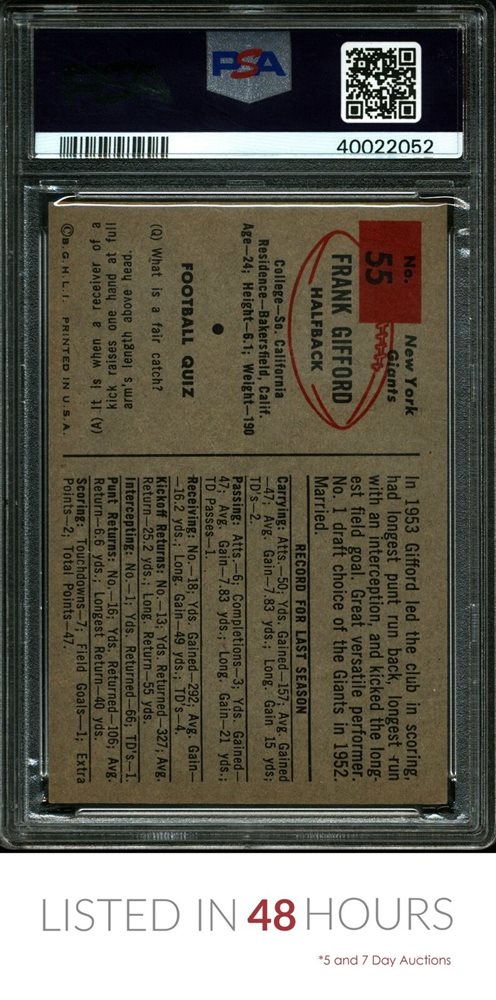 PSA
40022052
No.
55
New York
Giants
FRANK GIFFORD
HALFBACK
College—So. California
Residence—Bakersfield, Calif.
Age—24; Height—6.1; Weight—190
FOOTBALL QUIZ
(Q) What is a fair catch?
(A) It is when a receiver of a
kick raises one hand at full
arm's length above head.
©B.G.H.L.I. PRINTED IN U.S.A.
In 1953 Gifford led the club in scoring,
had longest punt run back, longest run
with an interception, and kicked the long-
est field goal. Great versatile performer.
No. 1 draft choice of the Giants in 1952.
Married.
RECORD FOR LAST SEASON
Carrying: Atts.—50, Yds. Gained—157; Avg. Gained
—47; Avg. Gain—7.83 yds.; Long. Gain 15 yds;
TD's—2.
Passing: Atts.—6; Completions—3; Yds. Gained—
47; Avg. Gain—7.83 yds.; Long. Gain—21 yds.;
TD Passes—1.
Receiving: No.—18; Yds. Gained—292; Avg. Gain—
—16.2 yds.; Long. Gain—49 yds.; TD's—4.
Kickoff Returns: No.—13; Yds. Returned—327; Avg.
Return—25.2 yds.; Long. Return—55 yds.
Intercepting: No.—1; Yds. Returned—66; TD's—1.
Punt Returns: No.—16; Yds. Returned—106; Avg.
Return—6.6 yds.; Longest Return—40 yds.
Scoring: Touchdowns—7; Field Goals—1; Extra
Points—2; Total Points—47.
LISTED IN 48 HOURS
*5 and 7 Day Auctions